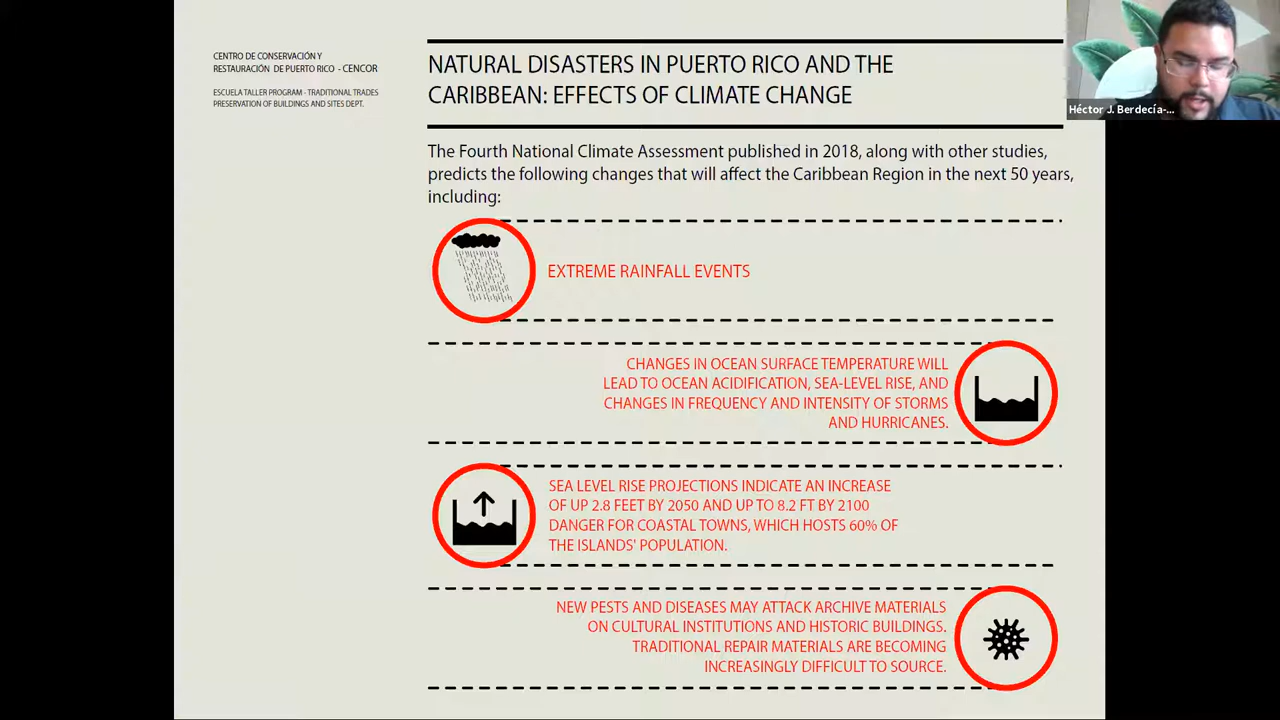 CENTRO DE CONSERVACIÓN Y
RESTAURACIÓN DE PUERTO RICO - CENCOR
ESCUELA TALLER PROGRAM - TRADITIONAL TRADES
PRESERVATION OF BUILDINGS AND SITES DEPT.
NATURAL DISASTERS IN PUERTO RICO AND THE
CARIBBEAN: EFFECTS OF CLIMATE CHANGE
Héctor J. Berdecía-...
The Fourth National Climate Assessment published in 2018, along with other studies,
predicts the following changes that will affect the Caribbean Region in the next 50 years,
including:
EXTREME RAINFALL EVENTS
CHANGES IN OCEAN SURFACE TEMPERATURE WILL
LEAD TO OCEAN ACIDIFICATION, SEA-LEVEL RISE, AND
CHANGES IN FREQUENCY AND INTENSITY OF STORMS
AND HURRICANES.
SEA LEVEL RISE PROJECTIONS INDICATE AN INCREASE
OF UP 2.8 FEET BY 2050 AND UP TO 8.2 FT BY 2100
DANGER FOR COASTAL TOWNS, WHICH HOSTS 60% OF
THE ISLANDS' POPULATION.
NEW PESTS AND DISEASES MAY ATTACK ARCHIVE MATERIALS
ON CULTURAL INSTITUTIONS AND HISTORIC BUILDINGS.
TRADITIONAL REPAIR MATERIALS ARE BECOMING
INCREASINGLY DIFFICULT TO SOURCE.